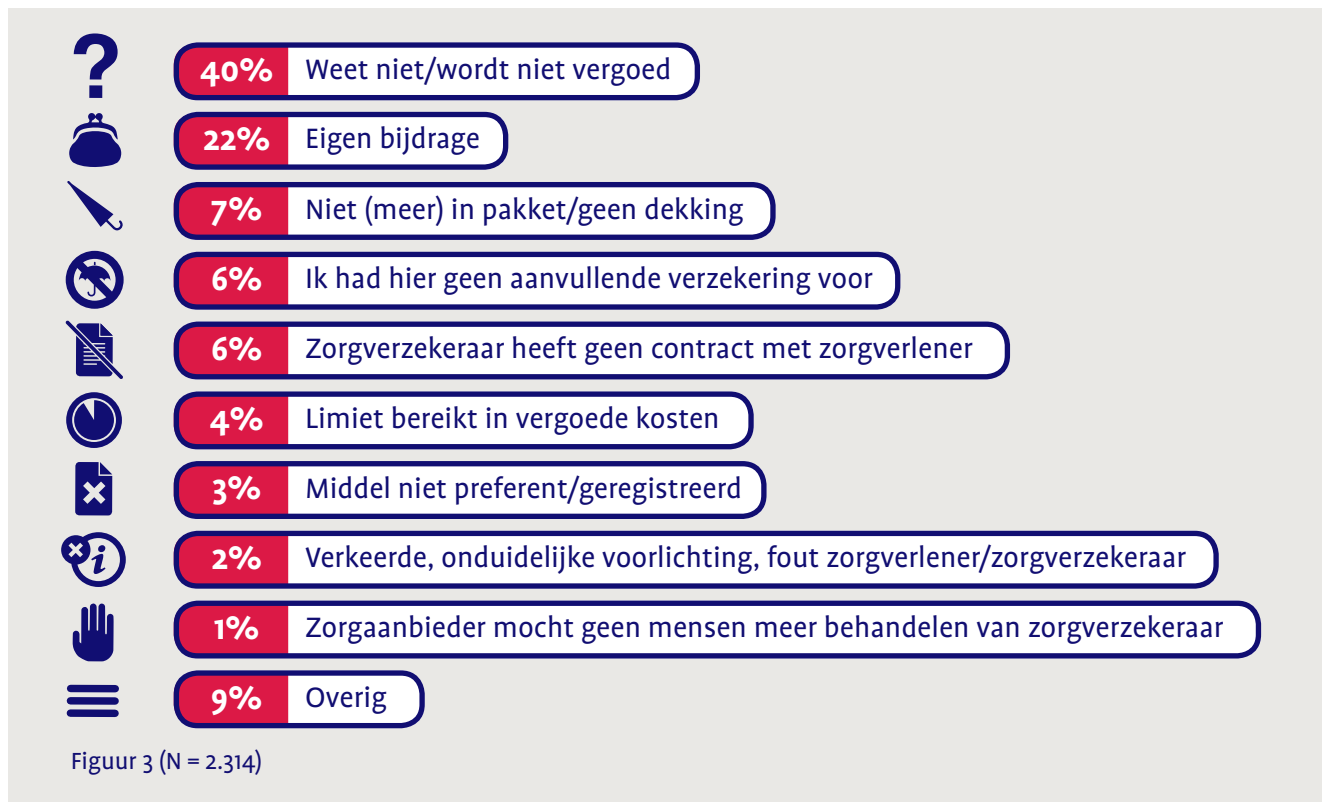 40% Weet niet/wordt niet vergoed
22% Eigen bijdrage
7% Niet (meer) in pakket/geen dekking
6% Ik had hier geen aanvullende verzekering voor
6% Zorgverzekeraar heeft geen contract met zorgverlener
4% Limiet bereikt in vergoede kosten
3% Middel niet preferent/geregistreerd
2% Verkeerde, onduidelijke voorlichting, fout zorgverlener/zorgverzekeraar
1% Zorgaanbieder mocht geen mensen meer behandelen van zorgverzekeraar
9% Overig
Figuur 3 (N = 2.314)